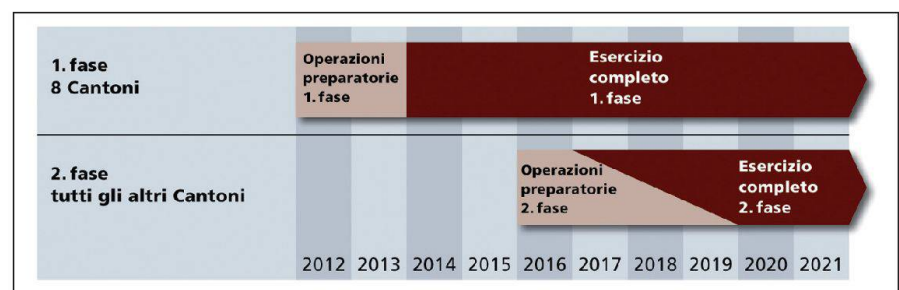 1. fase
8 Cantoni
Operazioni
preparatorie
1. fase
Esercizio
completo
1. fase
2. fase
tutti gli altri Cantoni
Operazioni
preparatorie
2. fase
Esercizio
completo
2. fase
2012 2013 2014 2015 2016 2017 2018 2019 2020 2021